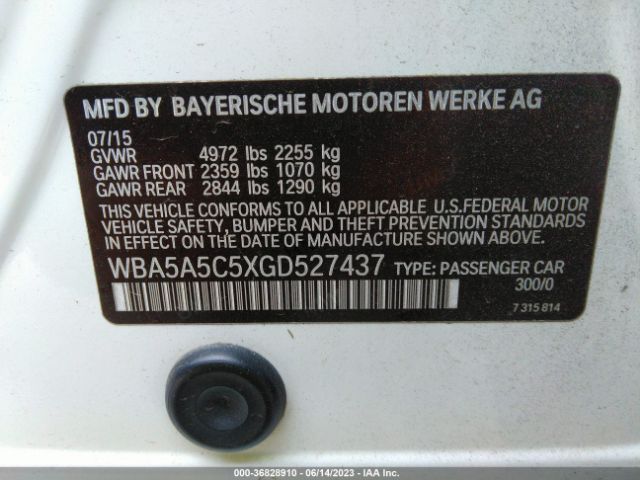 MFD BY BAYERISCHE MOTOREN WERKE AG
07/15
GVWR 4972 lbs 2255 kg
GAWR FRONT 2359 lbs 1070 kg
GAWR REAR 2844 lbs 1290 kg
THIS VEHICLE CONFORMS TO ALL APPLICABLE U.S.FEDERAL MOTOR
VEHICLE SAFETY, BUMPER, AND THEFT PREVENTION STANDARDS
IN EFFECT ON THE DATE OF MANUFACTURE SHOWN ABOVE.
WBA5A5C5XGD527437 TYPE: PASSENGER CAR
300/0
7 315 814
000-36828910 - 06/14/2023 - IAA Inc.